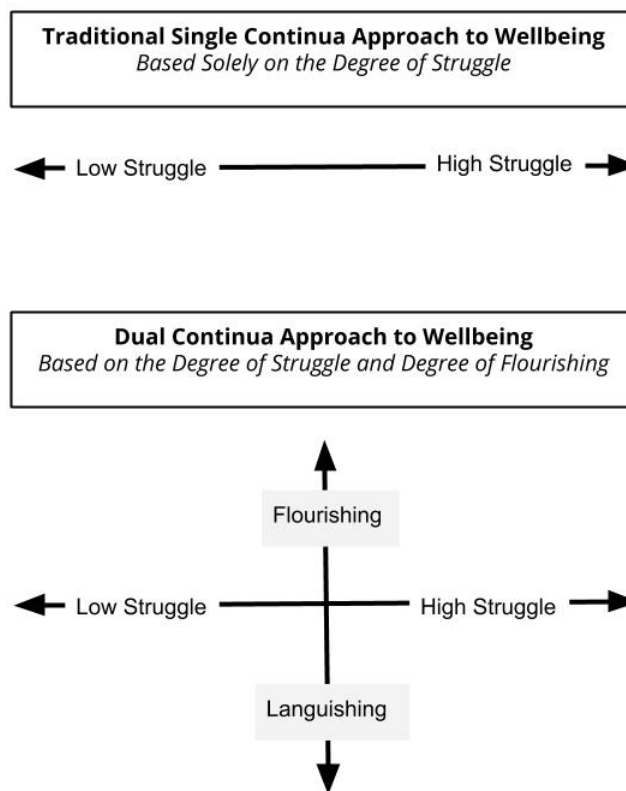 Traditional Single Continua Approach to Wellbeing
Based Solely on the Degree of Struggle
Low Struggle
High Struggle
Dual Continua Approach to Wellbeing
Based on the Degree of Struggle and Degree of Flourishing
Flourishing
Low Struggle
High Struggle
Languishing